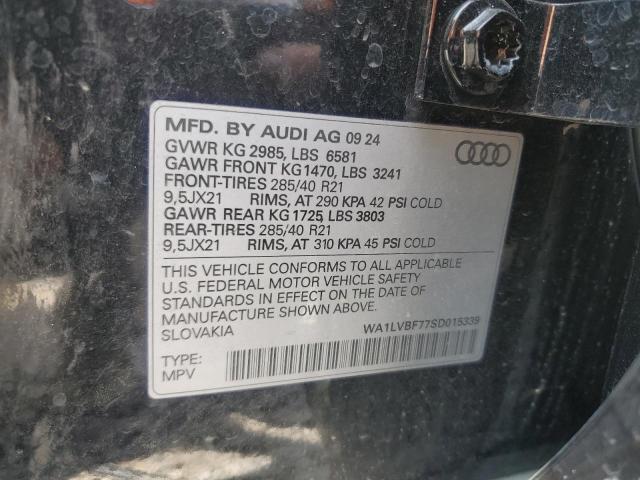 MFD. BY AUDI AG 09 24
GVWR KG 2985, LBS 6581
GAWR FRONT KG 1470, LBS 3241
FRONT-TIRES 285/40 R21
9,5JX21 RIMS, AT 290 KPA 42 PSI COLD
GAWR REAR KG 1725, LBS 3803
REAR-TIRES 285/40 R21
9,5JX21 RIMS, AT 310 KPA 45 PSI COLD
THIS VEHICLE CONFORMS TO ALL APPLICABLE
U.S. FEDERAL MOTOR VEHICLE SAFETY
STANDARDS IN EFFECT ON THE DATE OF
MANUFACTURE SHOWN ABOVE.
SLOVAKIA
WA1LVBF77SD015339
TYPE:
MPV